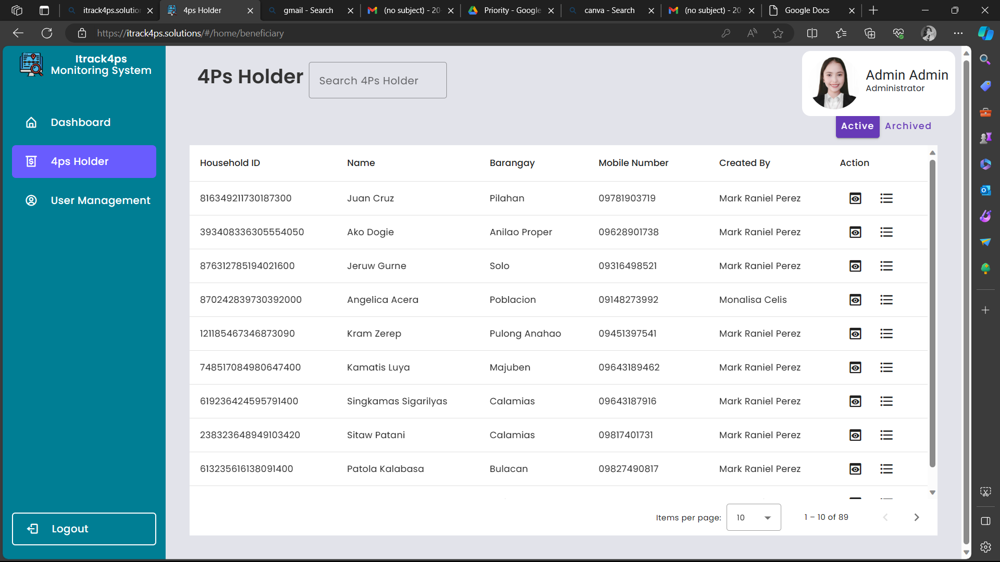 itrack4ps.solution
4ps Holder
gmail - Search
(no subject) - 20
Priority - Google
canva - Search
(no subject) - 20
Google Docs
https://itrack4ps.solutions/#/home/beneficiary
Itrack4ps
Monitoring System
Dashboard
4ps Holder
User Management
Logout
4Ps Holder
Search 4Ps Holder
Admin Admin
Administrator
Active Archived
Household ID Name Barangay Mobile Number Created By Action
816349211730187300 Juan Cruz Pilahan 09781903719 Mark Raniel Perez
393408336305554050 Ako Dogie Anilao Proper 09628901738 Mark Raniel Perez
876312785194021600 Jeruw Gurne Solo 09316498521 Mark Raniel Perez
870242839730392000 Angelica Acera Poblacion 09148273992 Monalisa Celis
121185467346873090 Kram Zerep Pulong Anahao 09451397541 Mark Raniel Perez
748517084980647400 Kamatis Luya Majuben 09643189462 Mark Raniel Perez
619236424595791400 Singkamas Sigarilyas Calamias 09643187916 Mark Raniel Perez
238323648949103420 Sitaw Patani Calamias 09817401731 Mark Raniel Perez
613235616138091400 Patola Kalabasa Bulacan 09827490817 Mark Raniel Perez
Items per page: 10 1 – 10 of 89